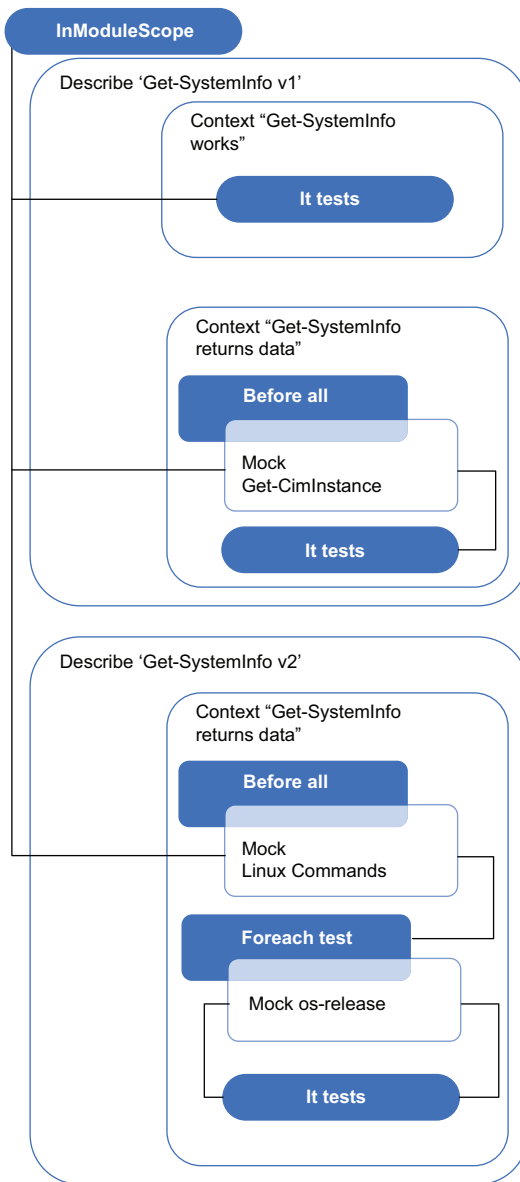 InModuleScope
Describe ‘Get-SystemInfo v1’
Context “Get-SystemInfo
works”
It tests
Context “Get-SystemInfo
returns data”
Before all
Mock
Get-CimInstance
It tests
Describe ‘Get-SystemInfo v2’
Context “Get-SystemInfo
returns data”
Before all
Mock
Linux Commands
Foreach test
Mock os-release
It tests